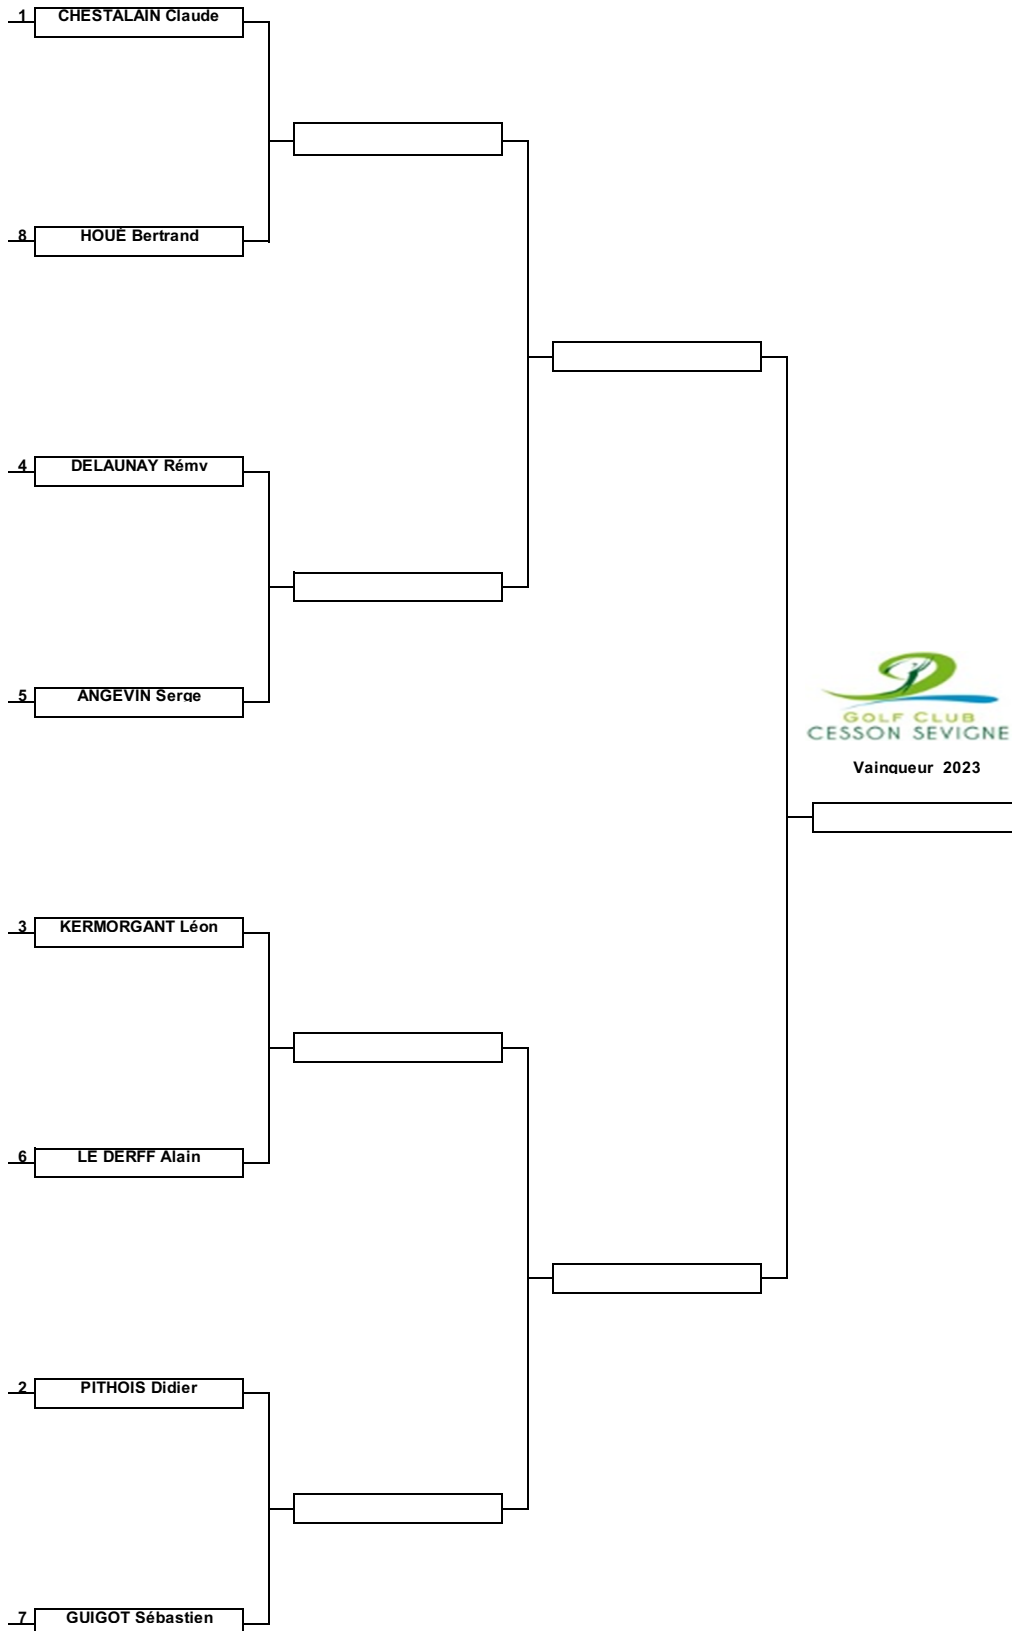 1 CHESTALAIN Claude
8 HOUÉ Bertrand
4 DELAUNAY Rémy
5 ANGEVIN Serge
GOLF CLUB
CESSON SEVIGNE
Vainqueur 2023
3 KERMORGANT Léon
6 LE DERFF Alain
2 PITHOIS Didier
7 GUIGOT Sébastien